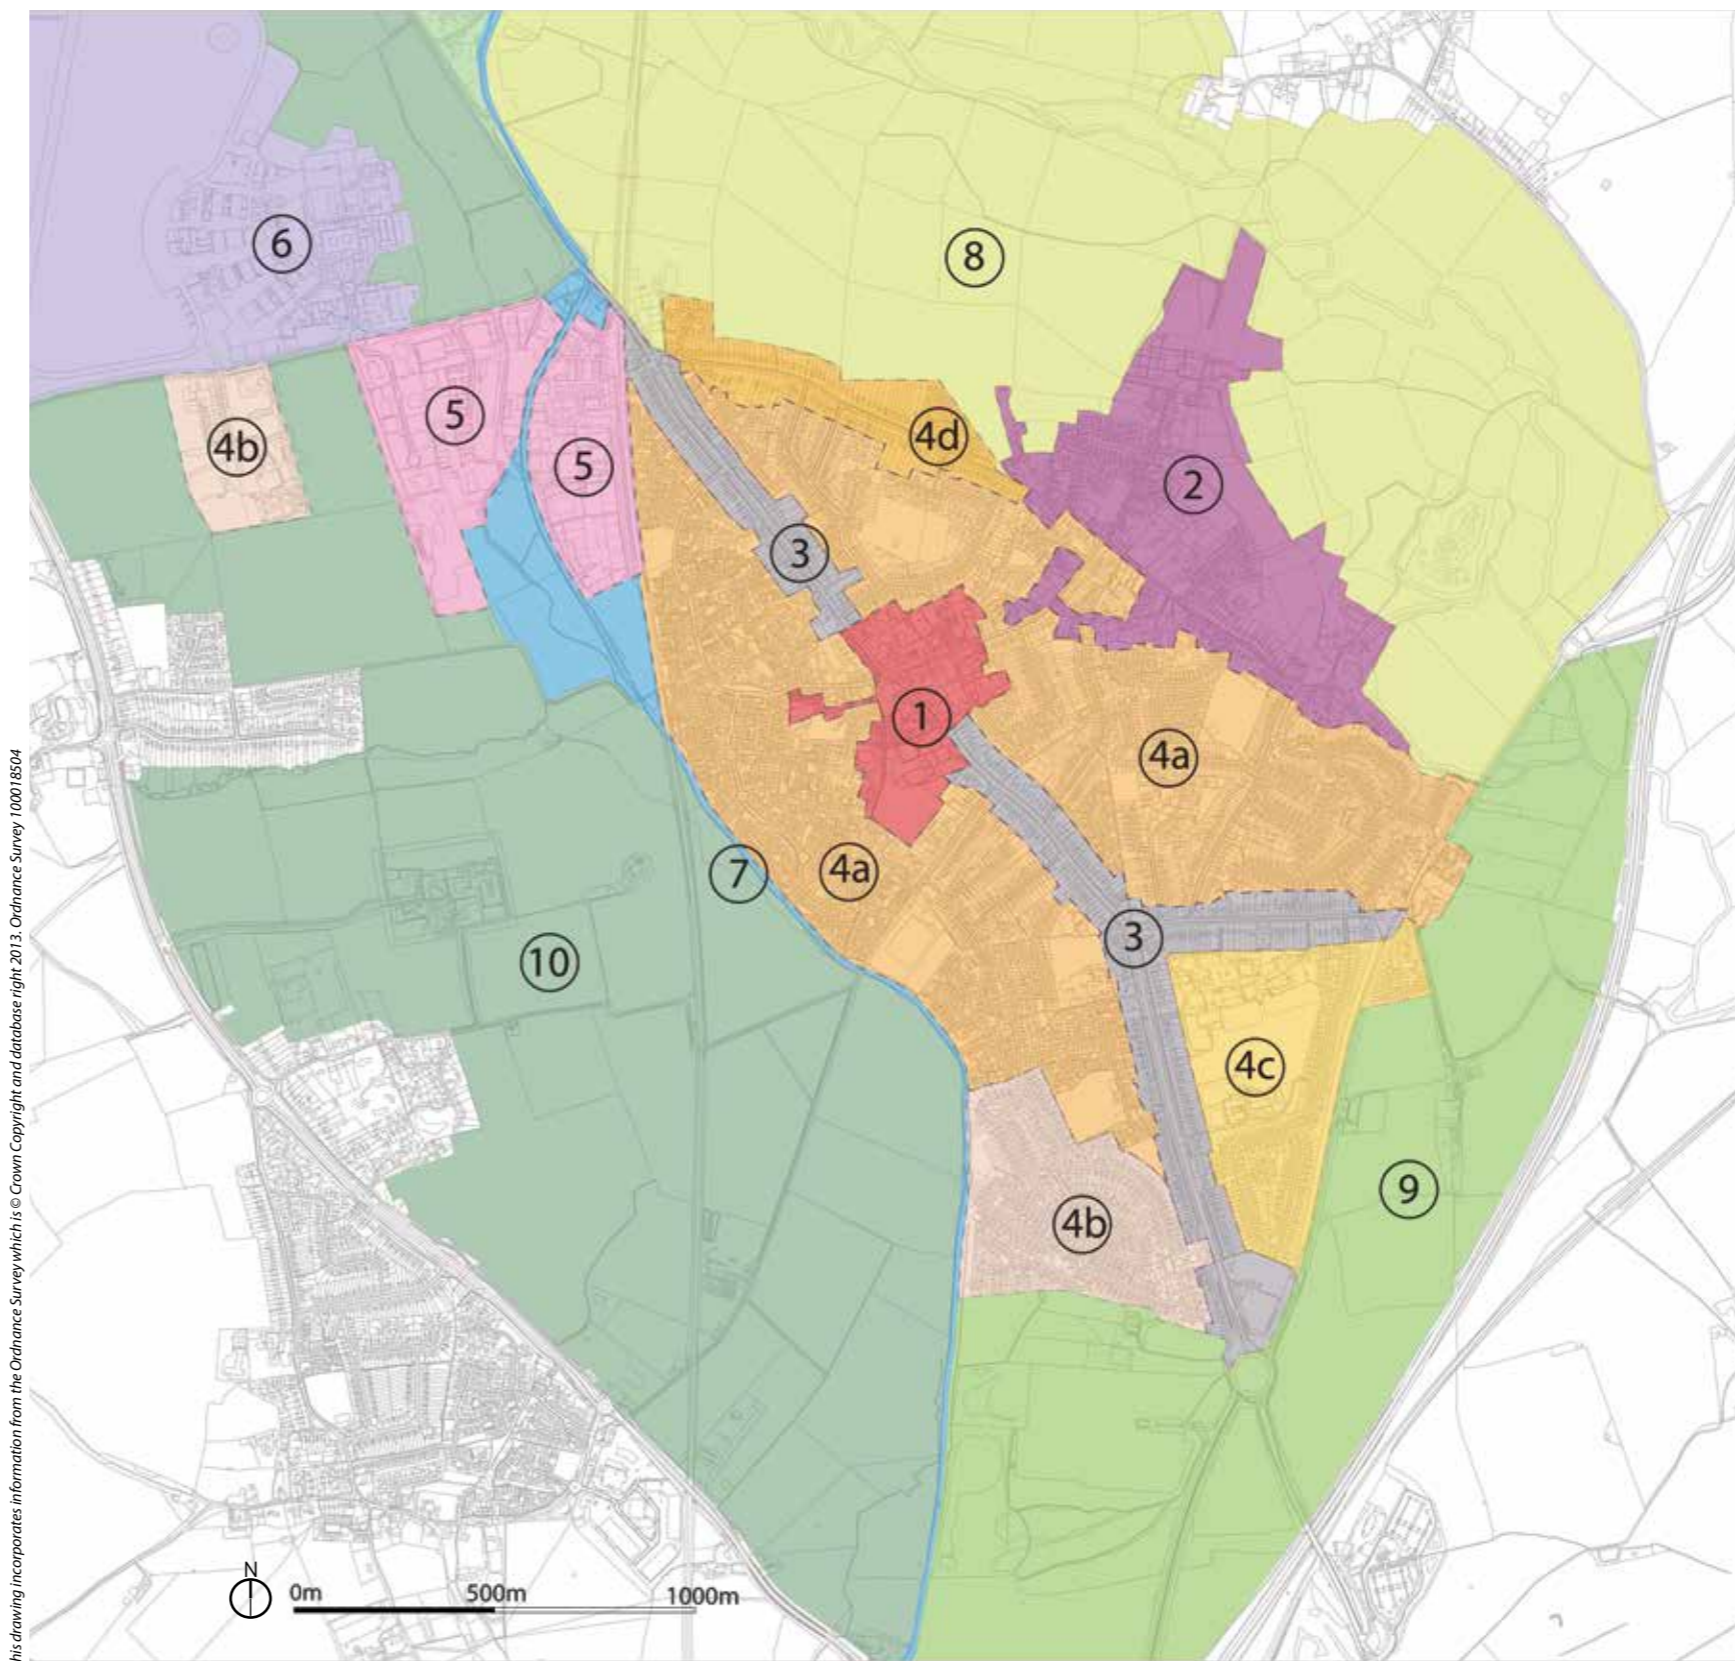 6
8
4b
5
4d
5
2
3
1
4a
7
4a
10
3
4c
9
4b
N
0m 500m 1000m
his drawing incorporates information from the Ordnance Survey which is © Crown Copyright and database right 2013. Ordnance Survey 100018504